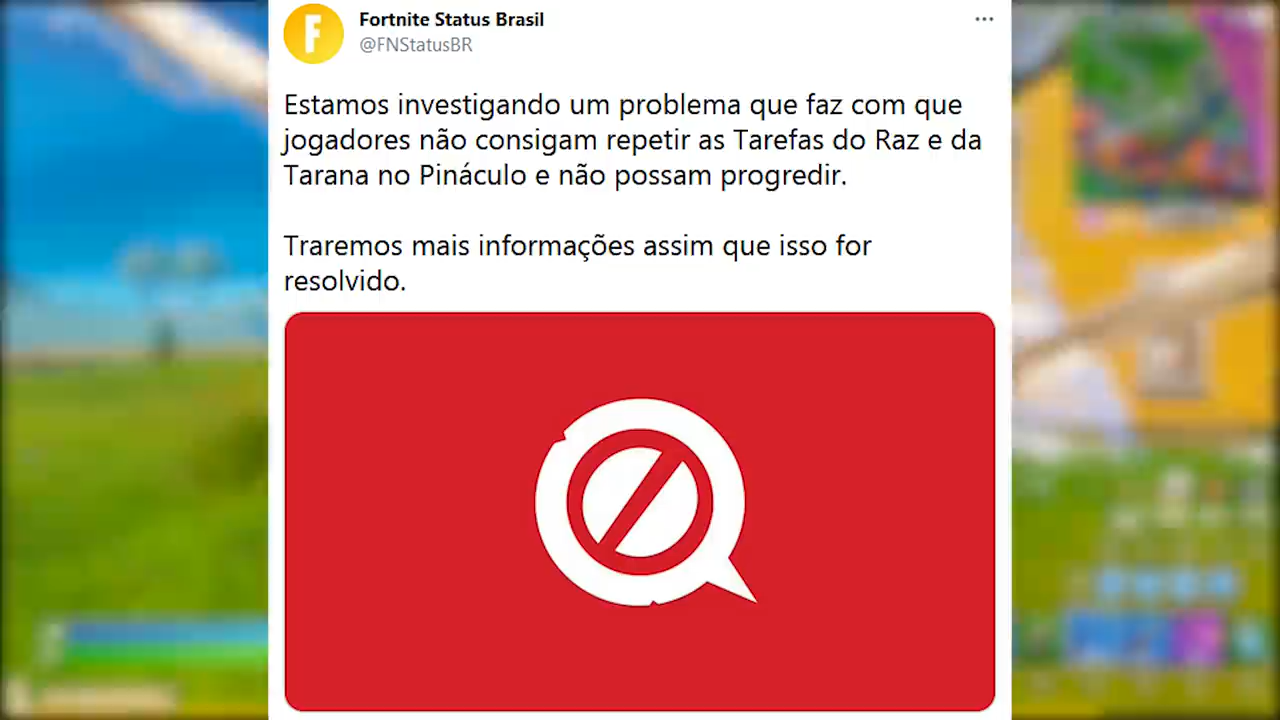 Fortnite Status Brasil
@FNStatusBR
Estamos investigando um problema que faz com que
jogadores não consigam repetir as Tarefas do Raz e da
Tarana no Pináculo e não possam progredir.
Traremos mais informações assim que isso for
resolvido.